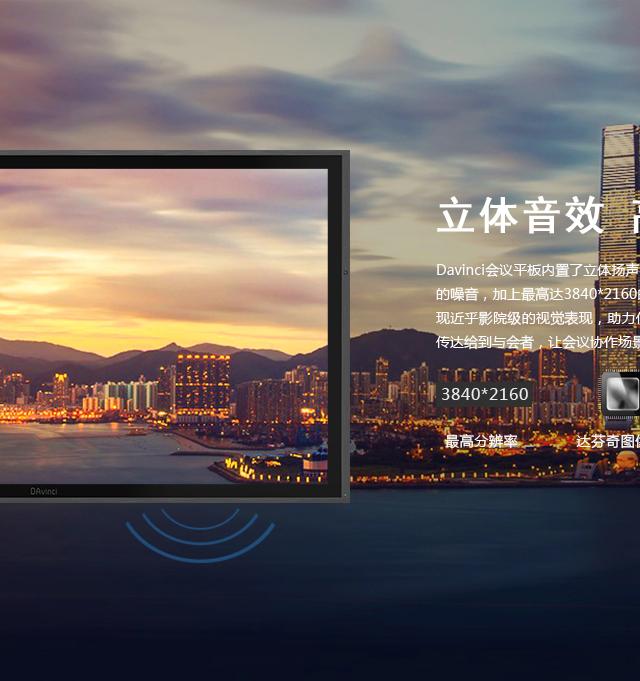 立体音效
Davinci会议平板内置了立体扬声
的噪音，加上最高达3840*2160
现近乎影院级的视觉表现，助力
传达给到与会者，让会议协作场景
3840*2160
最高分辨率
达芬奇图像
DAvinci